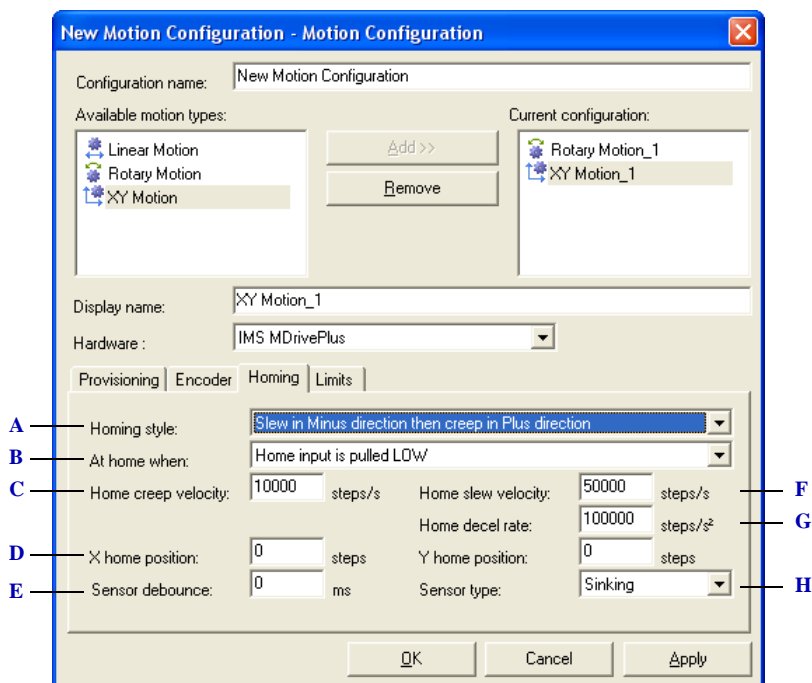 New Motion Configuration - Motion Configuration
Configuration name: New Motion Configuration
Available motion types: Current configuration:
Linear Motion Add >> Rotary Motion_1
Rotary Motion XY Motion_1
XY Motion Remove
Display name: XY Motion_1
Hardware : IMS MDrivePlus
Provisioning Encoder Homing Limits
A Homing style: Slew in Minus direction then creep in Plus direction
B At home when: Home input is pulled LOW
C Home creep velocity: 10000 steps/s Home slew velocity: 50000 steps/s F
Home decel rate: 100000 steps/s² G
D X home position: 0 steps Y home position: 0 steps
E Sensor debounce: 0 ms Sensor type: Sinking H
OK Cancel Apply